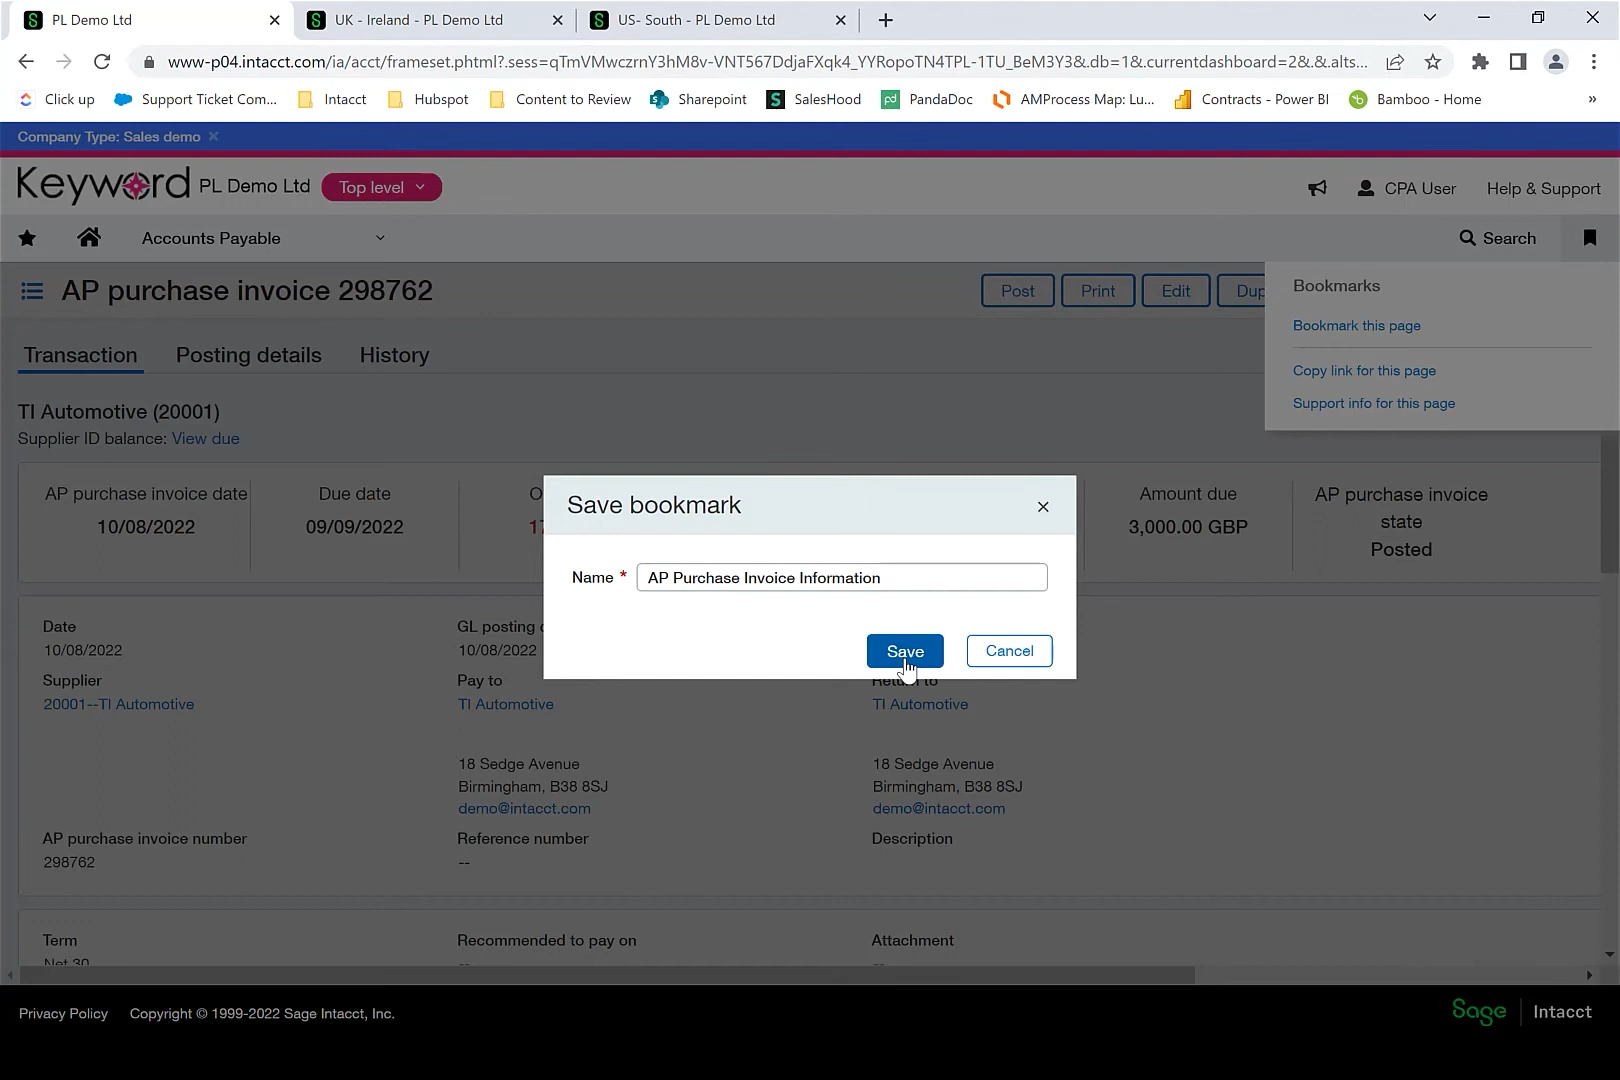 PL Demo Ltd
UK - Ireland - PL Demo Ltd
US- South - PL Demo Ltd
www-p04.intacct.com/ia/acct/frameset.phtml?.sess=qTmVMwczrnY3hM8v-VNT567DdjaFXqk4_YYRopoTN4TPL-1TU_BeM3Y3&.db=1&.currentdashboard=2&.&.alts...
Click up
Support Ticket Com...
Intacct
Hubspot
Content to Review
Sharepoint
SalesHood
PandaDoc
AMProcess Map: Lu...
Contracts - Power BI
Bamboo - Home
»
Company Type: Sales demo
Keyword PL Demo Ltd Top level
CPA User
Help & Support
Accounts Payable
Search
AP purchase invoice 298762
Post
Print
Edit
Dup
Bookmarks
Bookmark this page
Copy link for this page
Support info for this page
Transaction
Posting details
History
TI Automotive (20001)
Supplier ID balance: View due
AP purchase invoice date
10/08/2022
Due date
09/09/2022
O
17
Amount due
3,000.00 GBP
AP purchase invoice
state
Posted
Save bookmark
Name * AP Purchase Invoice Information
Save
Cancel
Date
10/08/2022
GL posting
10/08/2022
Supplier
20001--TI Automotive
Pay to
TI Automotive
Return to
TI Automotive
18 Sedge Avenue
Birmingham, B38 8SJ
demo@intacct.com
18 Sedge Avenue
Birmingham, B38 8SJ
demo@intacct.com
AP purchase invoice number
298762
Reference number
--
Description
Term
Net 30
Recommended to pay on
--
Attachment
--
Privacy Policy
Copyright © 1999-2022 Sage Intacct, Inc.
Sage
Intacct